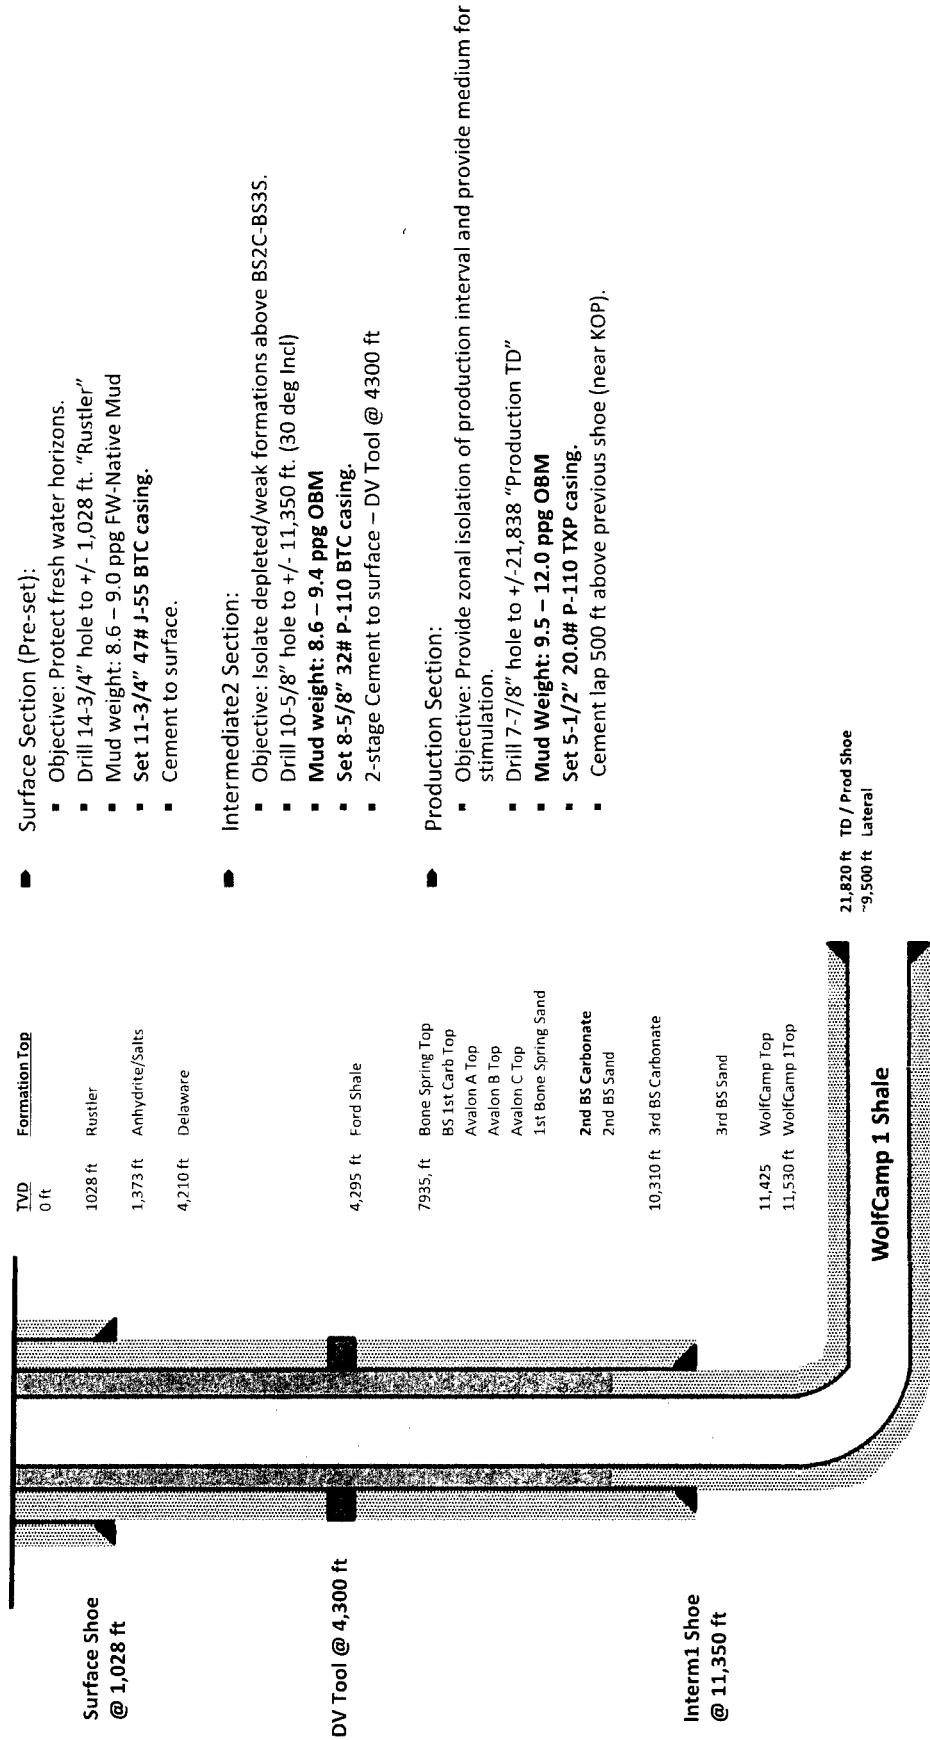 Surface Shoe
@ 1,028 ft
DV Tool @ 4,300 ft
Interm1 Shoe
@ 11,350 ft
TVD Formation Top
0 ft
1028 ft Rustler
1,373 ft Anhydrite/Salts
4,210 ft Delaware
4,295 ft Ford Shale
7935, ft Bone Spring Top
BS 1st Carb Top
Avalon A Top
Avalon B Top
Avalon C Top
1st Bone Spring Sand
2nd BS Carbonate
2nd BS Sand
10,310 ft 3rd BS Carbonate
3rd BS Sand
11,425 WolfCamp Top
11,530 ft WolfCamp 1Top
WolfCamp 1 Shale
21,820 ft TD / Prod Shoe
~9,500 ft Lateral
Surface Section (Pre-set):
▪ Objective: Protect fresh water horizons.
▪ Drill 14-3/4” hole to +/- 1,028 ft. “Rustler”
▪ Mud weight: 8.6 – 9.0 ppg FW-Native Mud
▪ Set 11-3/4” 47# J-55 BTC casing.
▪ Cement to surface.
Intermediate2 Section:
▪ Objective: Isolate depleted/weak formations above BS2C-BS3S.
▪ Drill 10-5/8” hole to +/- 11,350 ft. (30 deg Incl)
▪ Mud weight: 8.6 – 9.4 ppg OBM
▪ Set 8-5/8” 32# P-110 BTC casing.
▪ 2-stage Cement to surface – DV Tool @ 4300 ft
Production Section:
▪ Objective: Provide zonal isolation of production interval and provide medium for
stimulation.
▪ Drill 7-7/8” hole to +/-21,838 “Production TD”
▪ Mud Weight: 9.5 – 12.0 ppg OBM
▪ Set 5-1/2” 20.0# P-110 TXP casing.
▪ Cement lap 500 ft above previous shoe (near KOP).